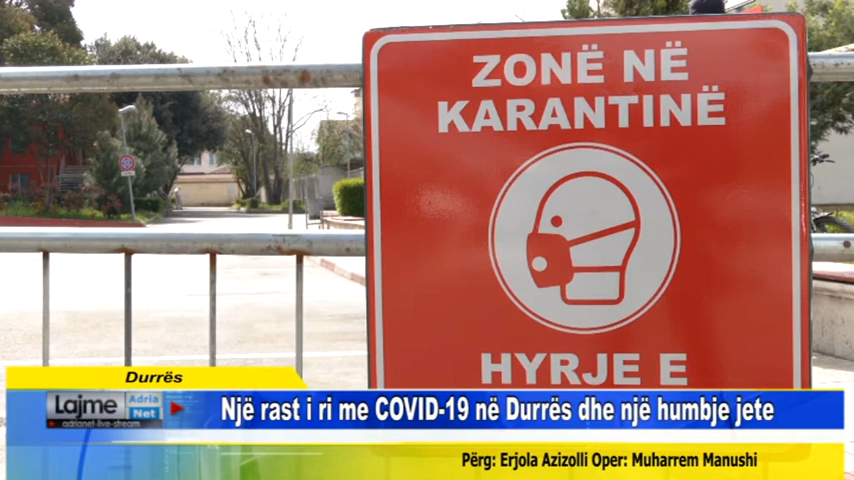 ZONË NË
KARANTINË
HYRJE E
Durrës
Lajme
Adria
Net
adrianet-live-stream
Një rast i ri me COVID-19 në Durrës dhe një humbje jete
Përg: Erjola Azizolli Oper: Muharrem Manushi